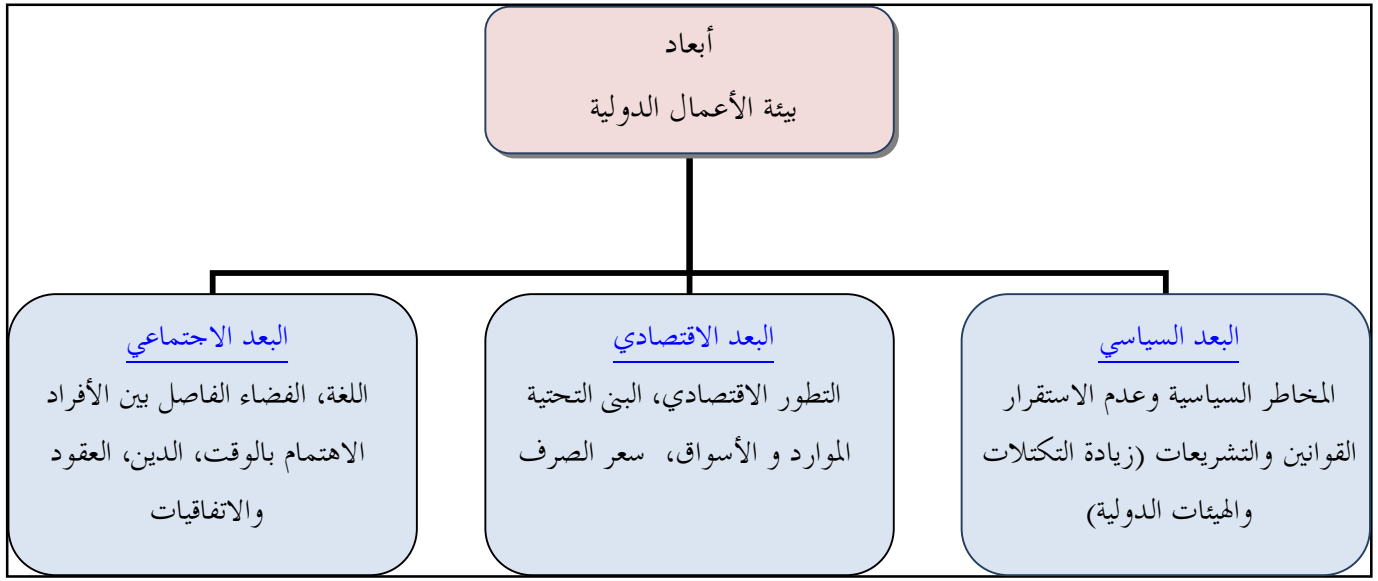 أبعاد
بيئة الأعمال الدولية
البعد السياسي
المخاطر السياسية وعدم الاستقرار
القوانين والتشريعات (زيادة التكتلات
والهيئات الدولية)
البعد الاقتصادي
التطور الاقتصادي، البنى التحتية
الموارد و الأسواق، سعر الصرف
البعد الاجتماعي
اللغة، الفضاء الفاصل بين الأفراد
الاهتمام بالوقت، الدين، العقود
والاتفاقيات